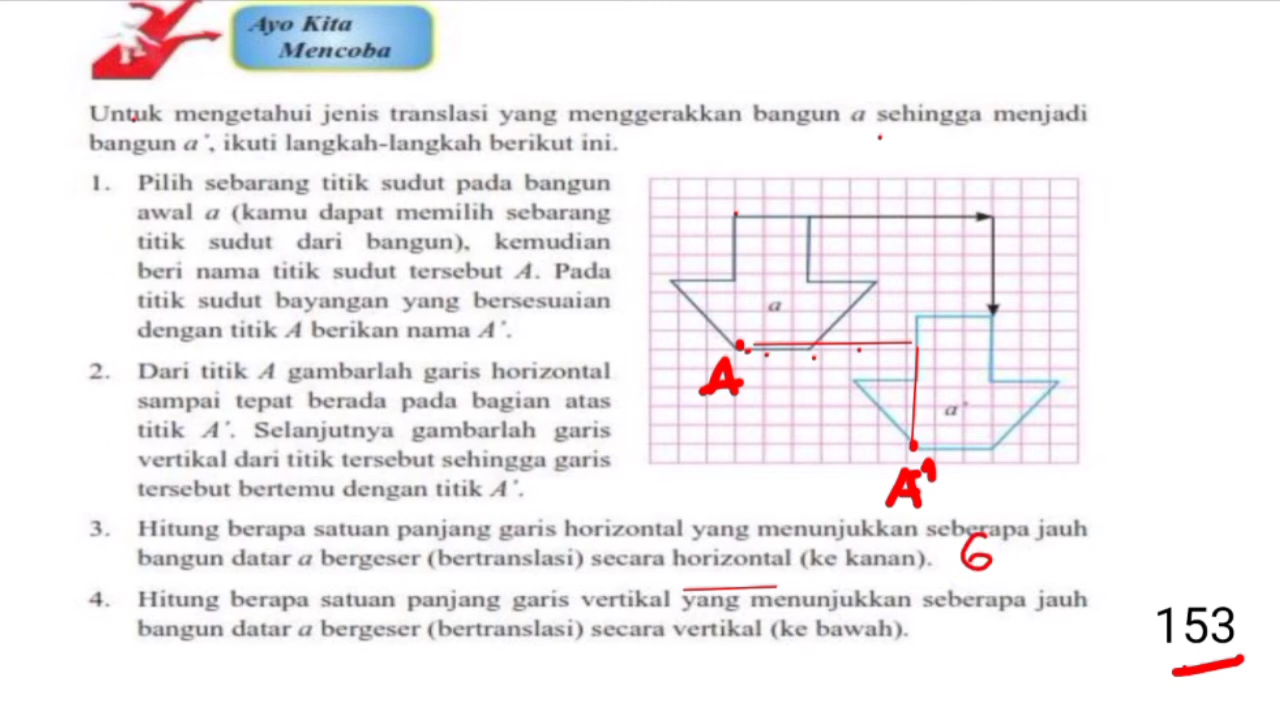 Ayo Kita
Mencoba
Untuk mengetahui jenis translasi yang menggerakkan bangun a sehingga menjadi
bangun a', ikuti langkah-langkah berikut ini.
1. Pilih sebarang titik sudut pada bangun
awal a (kamu dapat memilih sebarang
titik sudut dari bangun), kemudian
beri nama titik sudut tersebut A. Pada
titik sudut bayangan yang bersesuaian
dengan titik A berikan nama A'.
2. Dari titik A gambarlah garis horizontal
sampai tepat berada pada bagian atas
titik A'. Selanjutnya gambarlah garis
vertikal dari titik tersebut sehingga garis
tersebut bertemu dengan titik A'.
a
A
a'
A'
3. Hitung berapa satuan panjang garis horizontal yang menunjukkan seberapa jauh
bangun datar a bergeser (bertranslasi) secara horizontal (ke kanan). 6
4. Hitung berapa satuan panjang garis vertikal yang menunjukkan seberapa jauh
bangun datar a bergeser (bertranslasi) secara vertikal (ke bawah).
153